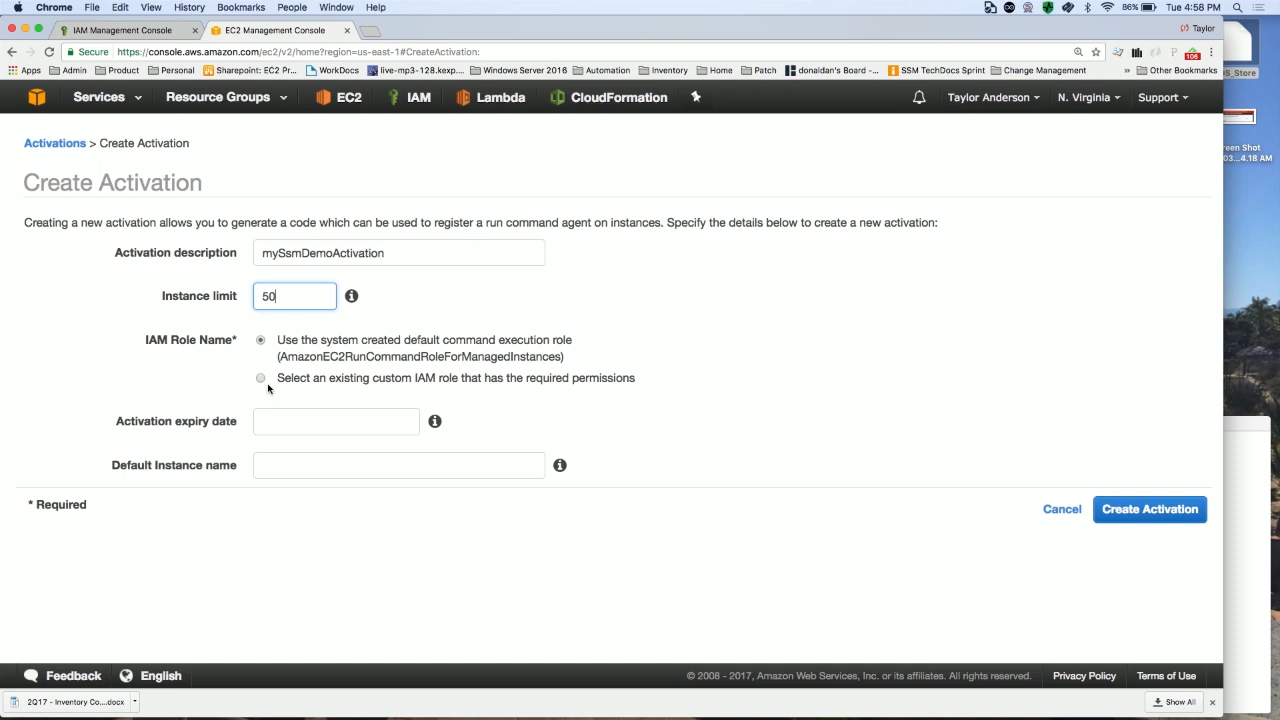 Chrome File Edit View History Bookmarks People Window Help 86% Tue 4:58 PM
IAM Management Console × EC2 Management Console × Taylor
Secure https://console.aws.amazon.com/ec2/v2/home?region=us-east-1#CreateActivation: 106
Apps Admin Product Personal Sharepoint: EC2 Pr... WorkDocs live-mp3-128.kexp.... Windows Server 2016 Automation Inventory Home Patch donaldan's Board -... SSM TechDocs Sprint Change Management » Other Bookmarks
Services Resource Groups EC2 IAM Lambda CloudFormation Taylor Anderson N. Virginia Support
Activations > Create Activation
Create Activation
Creating a new activation allows you to generate a code which can be used to register a run command agent on instances. Specify the details below to create a new activation:
Activation description mySsmDemoActivation
Instance limit 50
IAM Role Name* Use the system created default command execution role
(AmazonEC2RunCommandRoleForManagedInstances)
Select an existing custom IAM role that has the required permissions
Activation expiry date
Default Instance name
* Required
Cancel Create Activation
Feedback English © 2008 - 2017, Amazon Web Services, Inc. or its affiliates. All rights reserved. Privacy Policy Terms of Use
2Q17 - Inventory Co....docx Show All ×